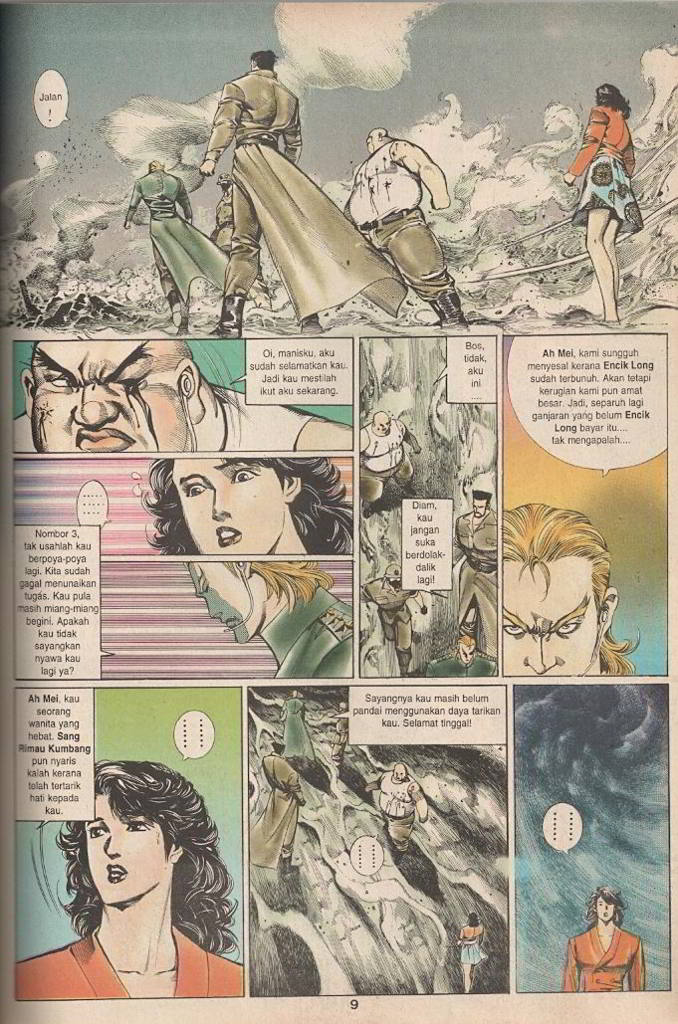 Jalan
!
Oi, manisku, aku
sudah selamatkan kau.
Jadi kau mestilah
ikut aku sekarang.
. . . . .
Nombor 3,
tak usahlah kau
berpoya-poya
lagi. Kita sudah
gagal menunaikan
tugas. Kau pula
masih miang-miang
begini. Apakah
kau tidak
sayangkan
nyawa kau
lagi ya?
Bos,
tidak,
aku
ini
....
Diam,
kau
jangan
suka
berdolak-
dalik
lagi!
Ah Mei, kami sungguh
menyesal kerana Encik Long
sudah terbunuh. Akan tetapi
kerugian kami pun amat
besar. Jadi, separuh lagi
ganjaran yang belum Encik
Long bayar itu....
tak mengapalah....
Ah Mei, kau
seorang
wanita yang
hebat. Sang
Rimau Kumbang
pun nyaris
kalah kerana
telah tertarik
hati kepada
kau.
Sayangnya kau masih belum
pandai menggunakan daya tarikan
kau. Selamat tinggal!
9